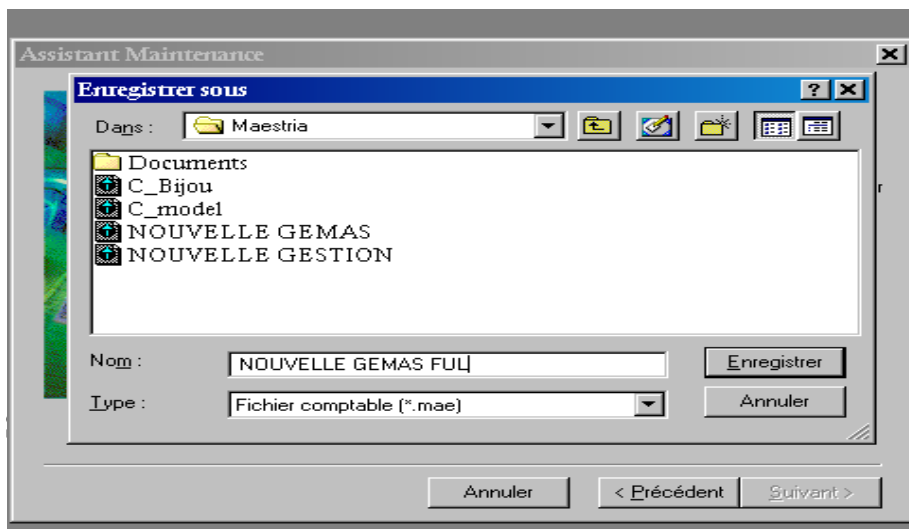 Assistant Maintenance
Enregistrer sous
Dans :
Maestria
Documents
C_Bijou
C_model
NOUVELLE GEMAS
NOUVELLE GESTION
r
Nom :
NOUVELLE GEMAS FUL
Enregistrer
Type :
Fichier comptable (*.mae)
Annuler
Annuler
< Précédent
Suivant >